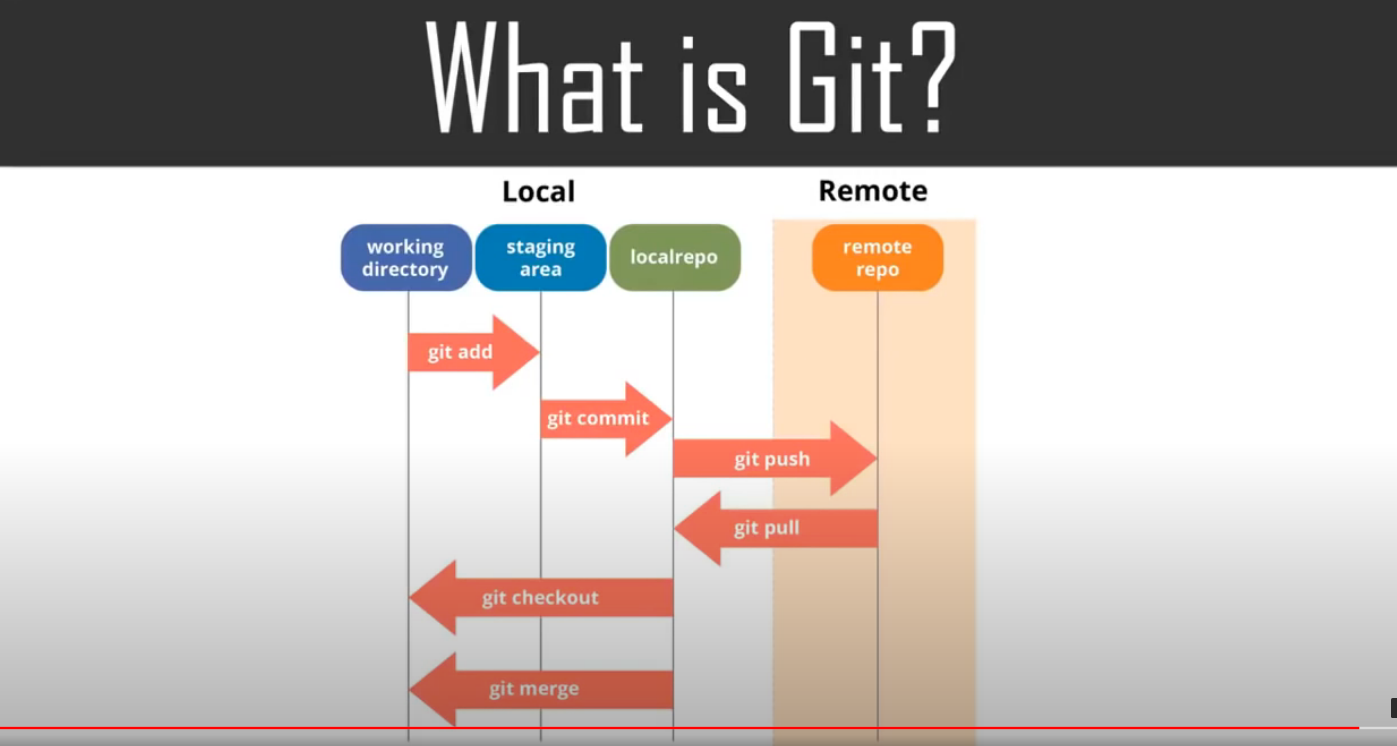 What is Git?
Local
Remote
working
directory
staging
area
localrepo
remote
repo
git add
git commit
git push
git pull
git checkout
git merge